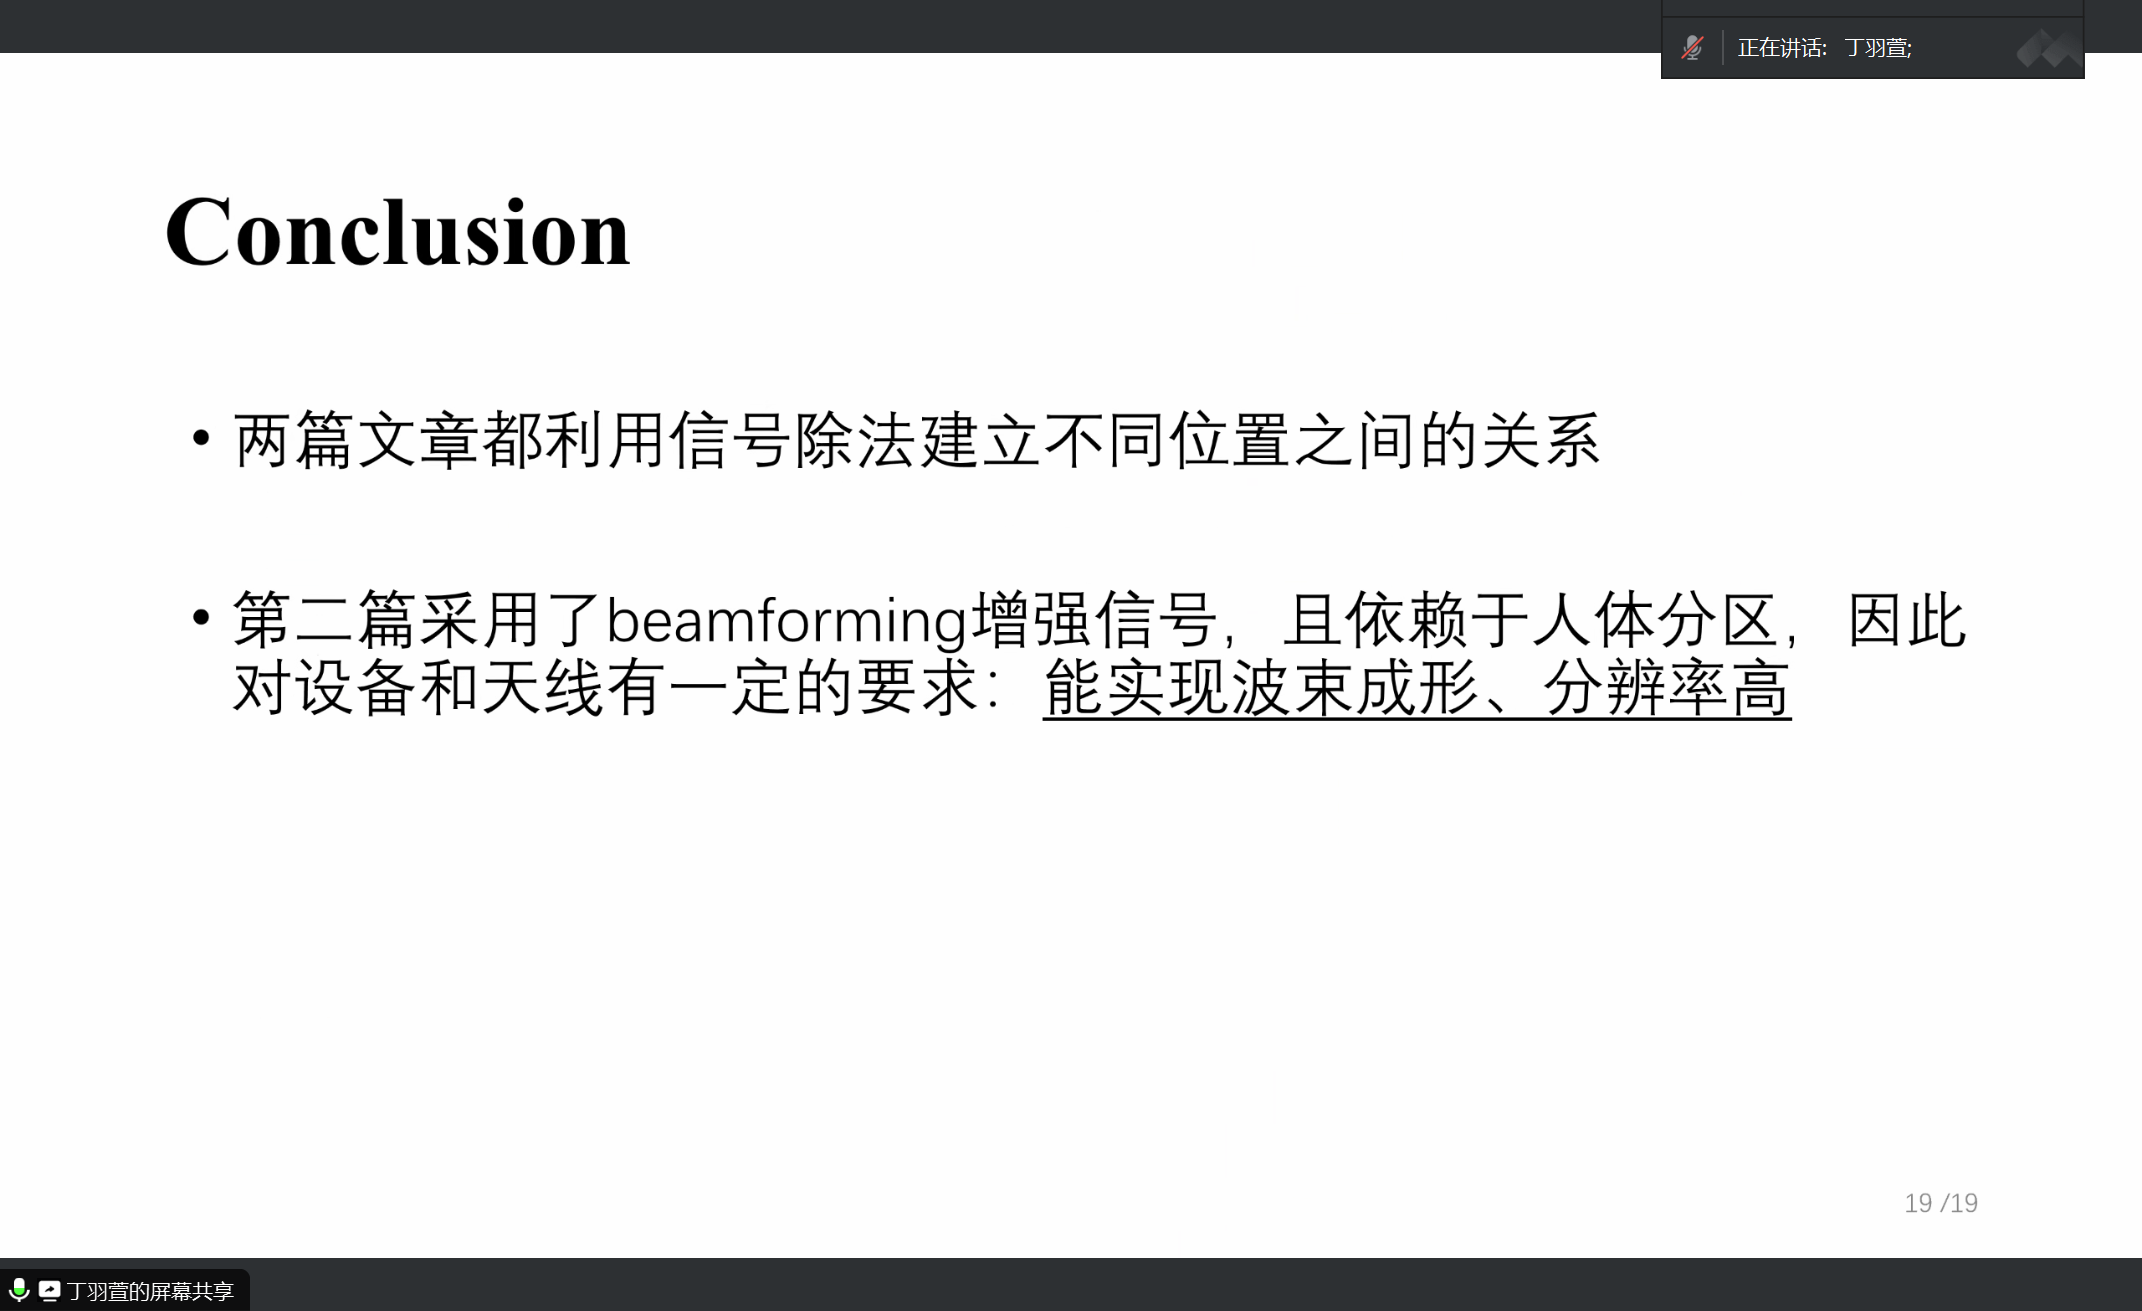 正在讲话: 丁羽萱;
Conclusion
• 两篇文章都利用信号除法建立不同位置之间的关系
• 第二篇采用了beamforming增强信号，且依赖于人体分区，因此
对设备和天线有一定的要求：能实现波束成形、分辨率高
19 /19
丁羽萱的屏幕共享